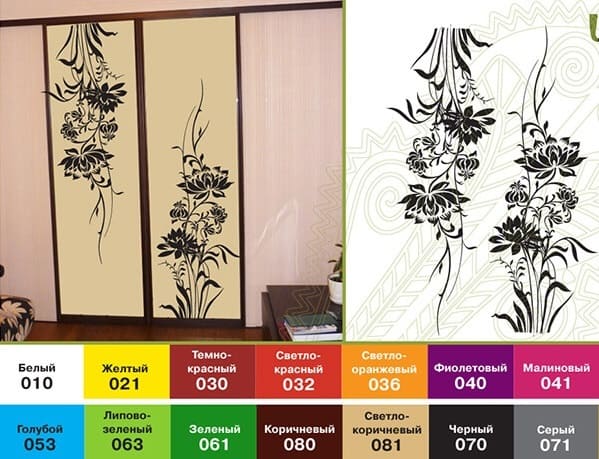 Белый
010
Желтый
021
Темно-
красный
030
Светло-
красный
032
Светло-
оранжевый
036
Фиолетовый
040
Малиновый
041
Голубой
053
Липово-
зеленый
063
Зеленый
061
Коричневый
080
Светло-
коричневый
081
Черный
070
Серый
071